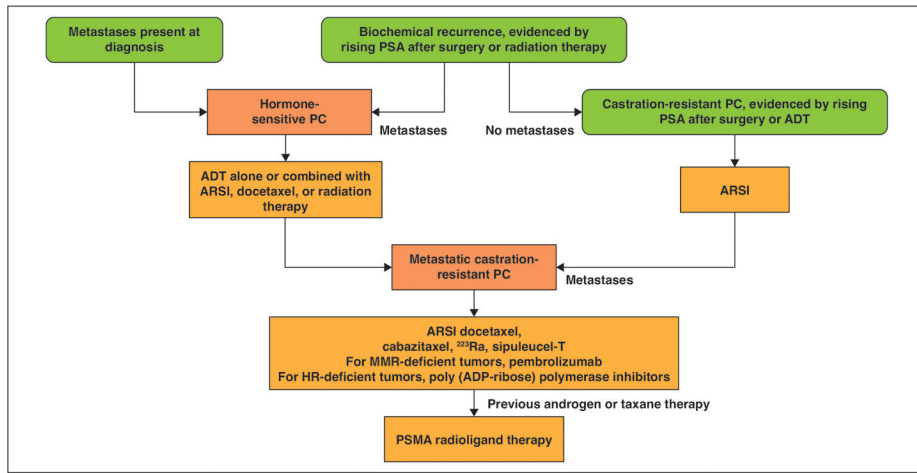 Metastases present at
diagnosis
Biochemical recurrence, evidenced by
rising PSA after surgery or radiation therapy
Hormone-
sensitive PC
Metastases
No metastases
Castration-resistant PC, evidenced by rising
PSA after surgery or ADT
ADT alone or combined with
ARSI, docetaxel, or radiation
therapy
ARSI
Metastatic castration-
resistant PC
Metastases
ARSI docetaxel,
cabazitaxel, ²²³Ra, sipuleucel-T
For MMR-deficient tumors, pembrolizumab
For HR-deficient tumors, poly (ADP-ribose) polymerase inhibitors
Previous androgen or taxane therapy
PSMA radioligand therapy